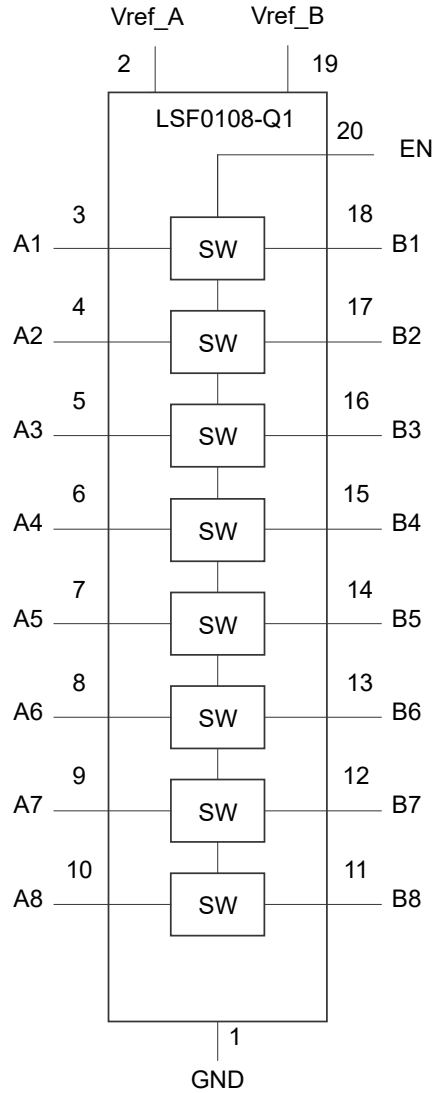 Vref_A Vref_B
2 19
LSF0108-Q1
20
EN
3 18
A1 SW B1
4 17
A2 SW B2
5 16
A3 SW B3
6 15
A4 SW B4
7 14
A5 SW B5
8 13
A6 SW B6
9 12
A7 SW B7
10 11
A8 SW B8
1
GND